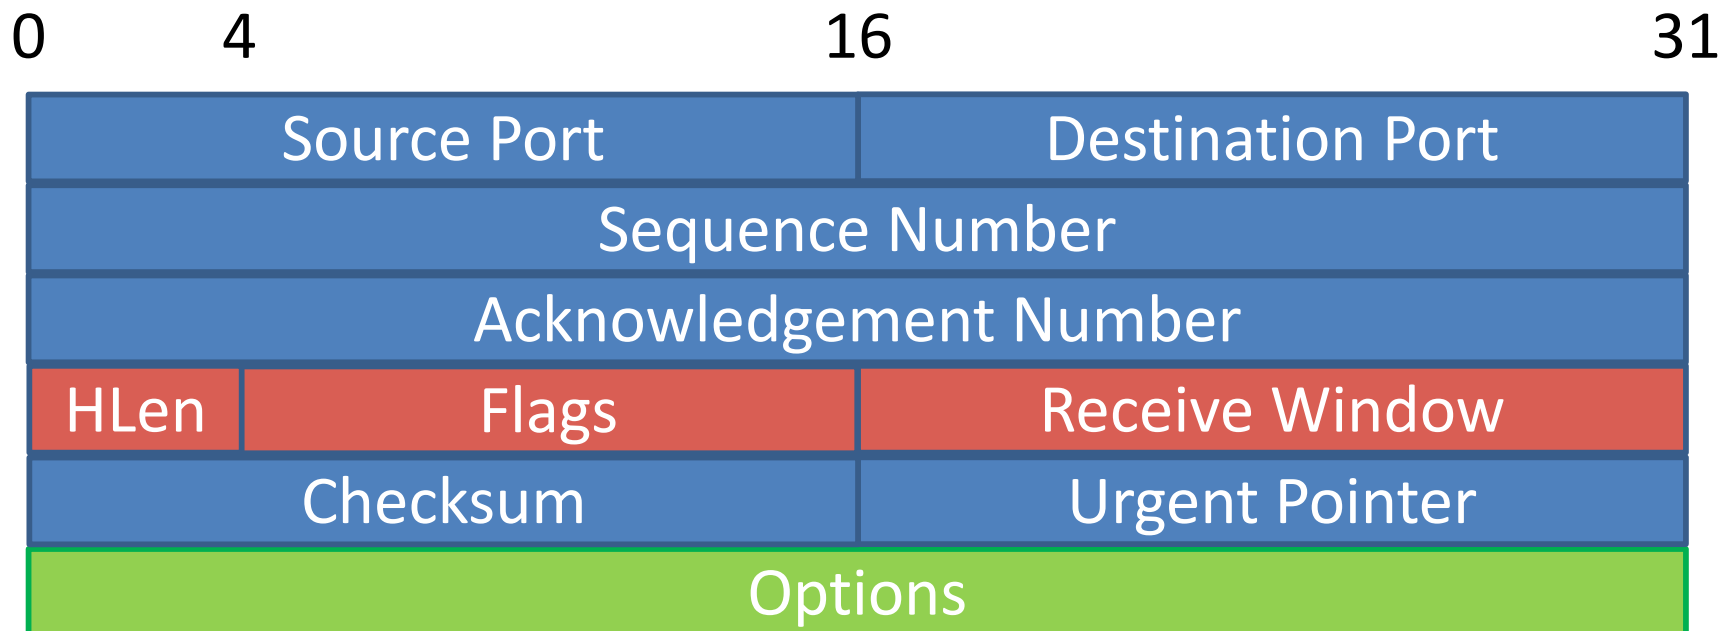 0 4 16 31
Source Port Destination Port
Sequence Number
Acknowledgement Number
HLen Flags Receive Window
Checksum Urgent Pointer
Options